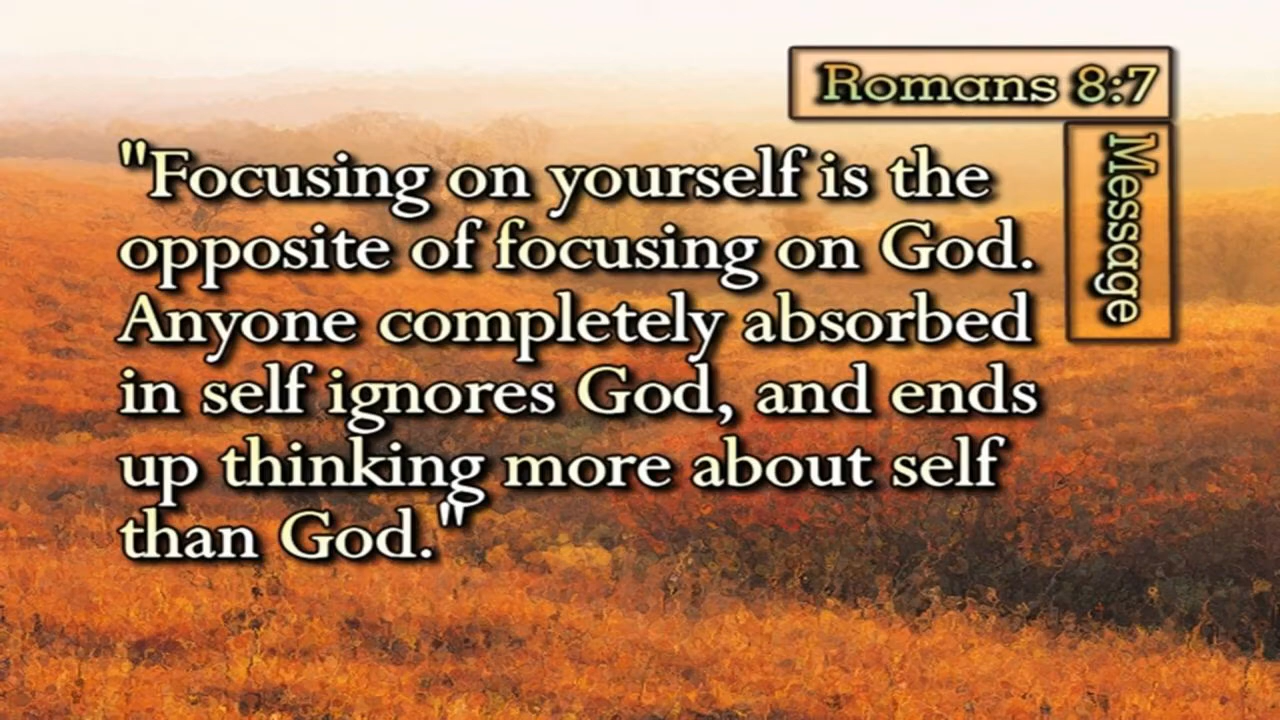 Romans 8:7
Message
"Focusing on yourself is the
opposite of focusing on God.
Anyone completely absorbed
in self ignores God, and ends
up thinking more about self
than God."